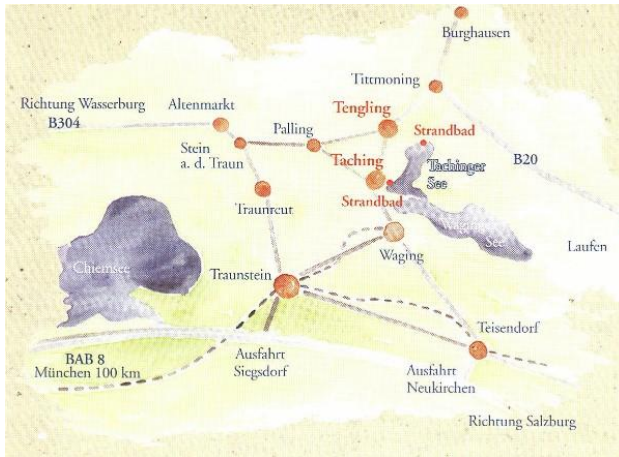 Burghausen
Tittmoning
Richtung Wasserburg
B304
Altenmarkt
Tengling
Palling
Strandbad
Stein
a. d. Traun
Taching
Tachinger
See
B20
Traunreut
Strandbad
Waginger
See
Laufen
Chiemsee
Waging
Traunstein
Teisendorf
BAB 8
München 100 km
Ausfahrt
Siegsdorf
Ausfahrt
Neukirchen
Richtung Salzburg